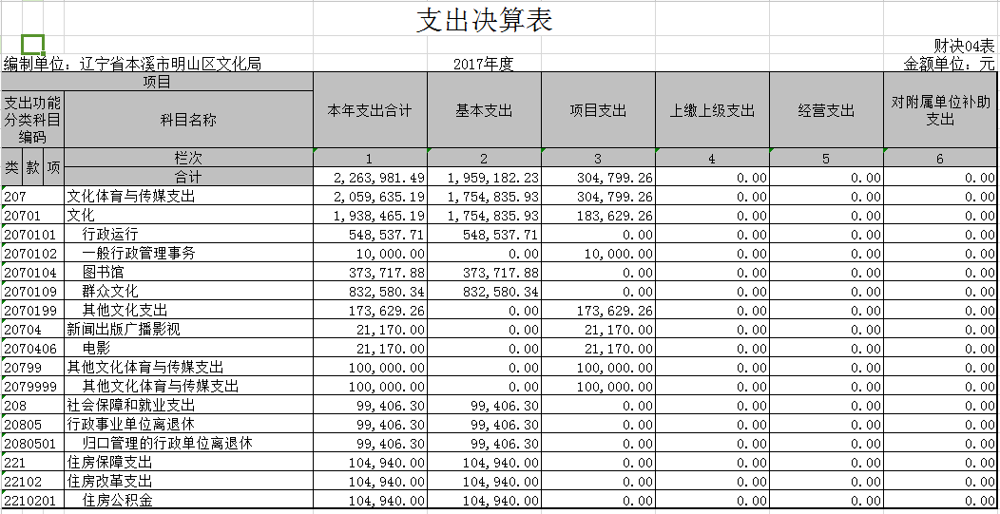 支出决算表
财决04表
编制单位：辽宁省本溪市明山区文化局 2017年度 金额单位：元
项目 本年支出合计 基本支出 项目支出 上缴上级支出 经营支出 对附属单位补助支出
支出功能分类科目编码 科目名称
类 款 项 栏次 1 2 3 4 5 6
合计 2,263,981.49 1,959,182.23 304,799.26 0.00 0.00 0.00
207 文化体育与传媒支出 2,059,635.19 1,754,835.93 304,799.26 0.00 0.00 0.00
20701 文化 1,938,465.19 1,754,835.93 183,629.26 0.00 0.00 0.00
2070101 行政运行 548,537.71 548,537.71 0.00 0.00 0.00 0.00
2070102 一般行政管理事务 10,000.00 0.00 10,000.00 0.00 0.00 0.00
2070104 图书馆 373,717.88 373,717.88 0.00 0.00 0.00 0.00
2070109 群众文化 832,580.34 832,580.34 0.00 0.00 0.00 0.00
2070199 其他文化支出 173,629.26 0.00 173,629.26 0.00 0.00 0.00
20704 新闻出版广播影视 21,170.00 0.00 21,170.00 0.00 0.00 0.00
2070406 电影 21,170.00 0.00 21,170.00 0.00 0.00 0.00
20799 其他文化体育与传媒支出 100,000.00 0.00 100,000.00 0.00 0.00 0.00
2079999 其他文化体育与传媒支出 100,000.00 0.00 100,000.00 0.00 0.00 0.00
208 社会保障和就业支出 99,406.30 99,406.30 0.00 0.00 0.00 0.00
20805 行政事业单位离退休 99,406.30 99,406.30 0.00 0.00 0.00 0.00
2080501 归口管理的行政单位离退休 99,406.30 99,406.30 0.00 0.00 0.00 0.00
221 住房保障支出 104,940.00 104,940.00 0.00 0.00 0.00 0.00
22102 住房改革支出 104,940.00 104,940.00 0.00 0.00 0.00 0.00
2210201 住房公积金 104,940.00 104,940.00 0.00 0.00 0.00 0.00